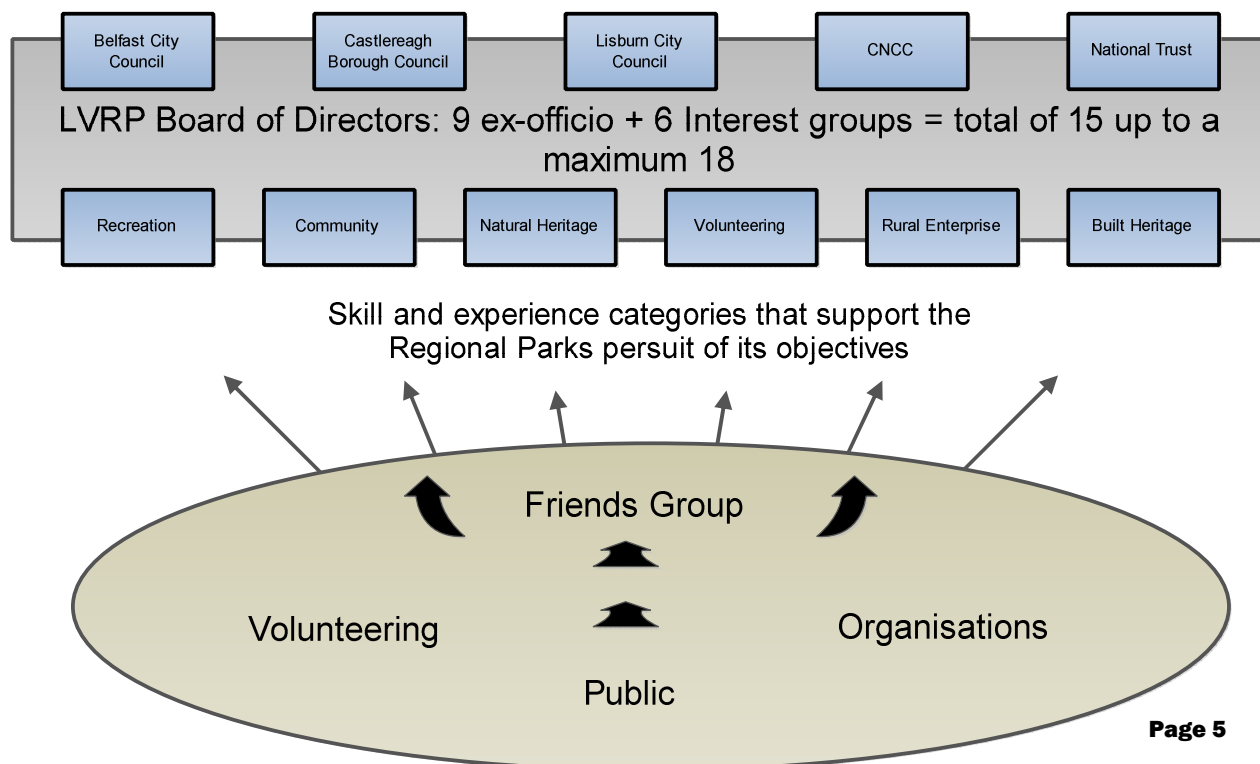 Belfast City
Council
Castlereagh
Borough Council
Lisburn City
Council
CNCC
National Trust
LVRP Board of Directors: 9 ex-officio + 6 Interest groups = total of 15 up to a
maximum 18
Recreation
Community
Natural Heritage
Volunteering
Rural Enterprise
Built Heritage
Skill and experience categories that support the
Regional Parks persuit of its objectives
Friends Group
Volunteering
Organisations
Public
Page 5